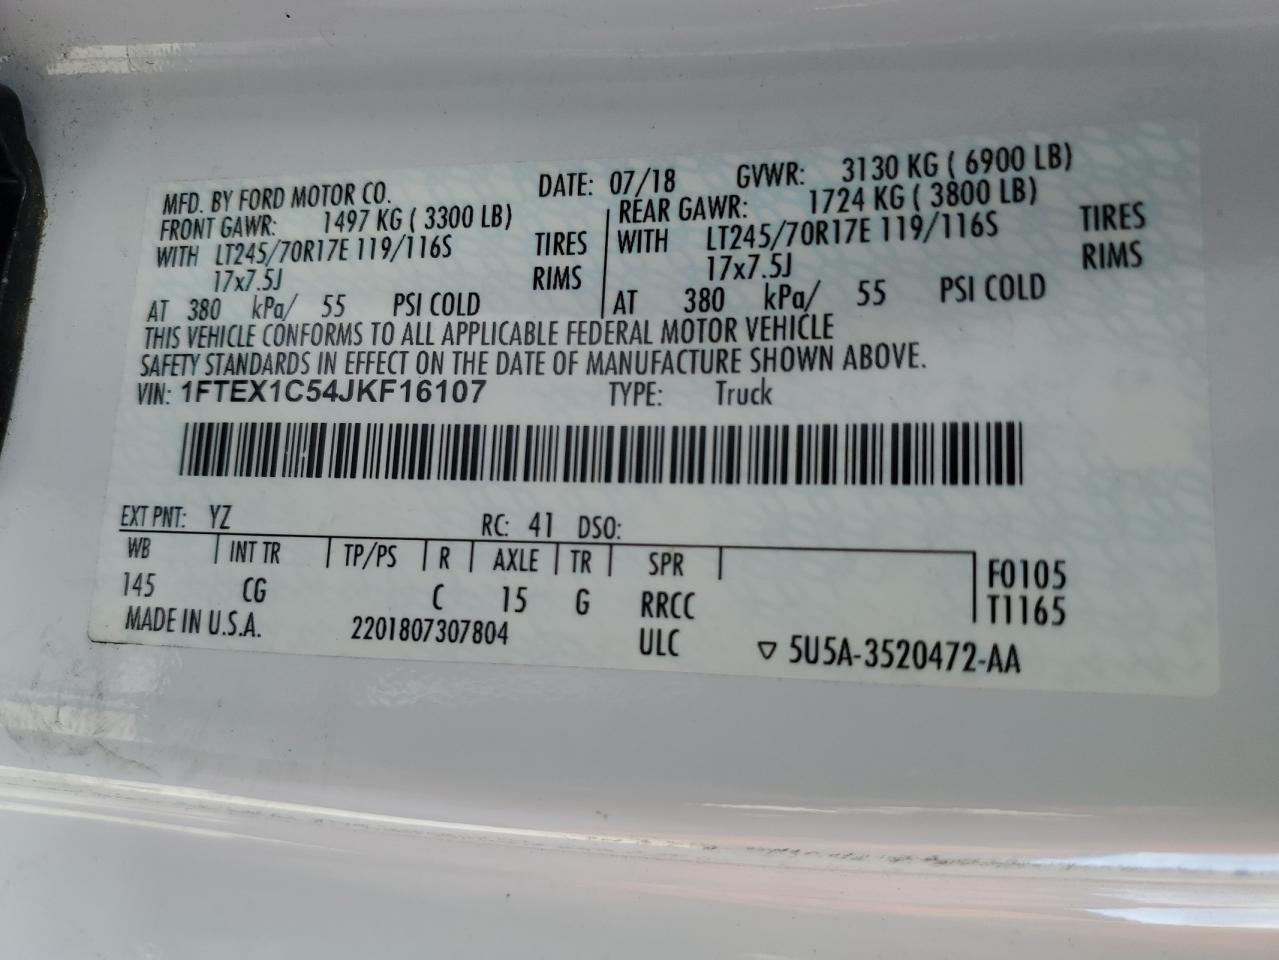 MFD. BY FORD MOTOR CO. DATE: 07/18 GVWR: 3130 KG ( 6900 LB)
FRONT GAWR: 1497 KG ( 3300 LB) REAR GAWR: 1724 KG ( 3800 LB)
WITH LT245/70R17E 119/116S TIRES WITH LT245/70R17E 119/116S TIRES
17x7.5J RIMS 17x7.5J RIMS
AT 380 kPa/ 55 PSI COLD AT 380 kPa/ 55 PSI COLD
THIS VEHICLE CONFORMS TO ALL APPLICABLE FEDERAL MOTOR VEHICLE
SAFETY STANDARDS IN EFFECT ON THE DATE OF MANUFACTURE SHOWN ABOVE.
VIN: 1FTEX1C54JKF16107 TYPE: Truck
EXT PNT: YZ RC: 41 DSO:
WB INT TR TP/PS R AXLE TR SPR F0105
145 CG C 15 G RRCC T1165
MADE IN U.S.A. 2201807307804 ULC ▽ 5U5A-3520472-AA